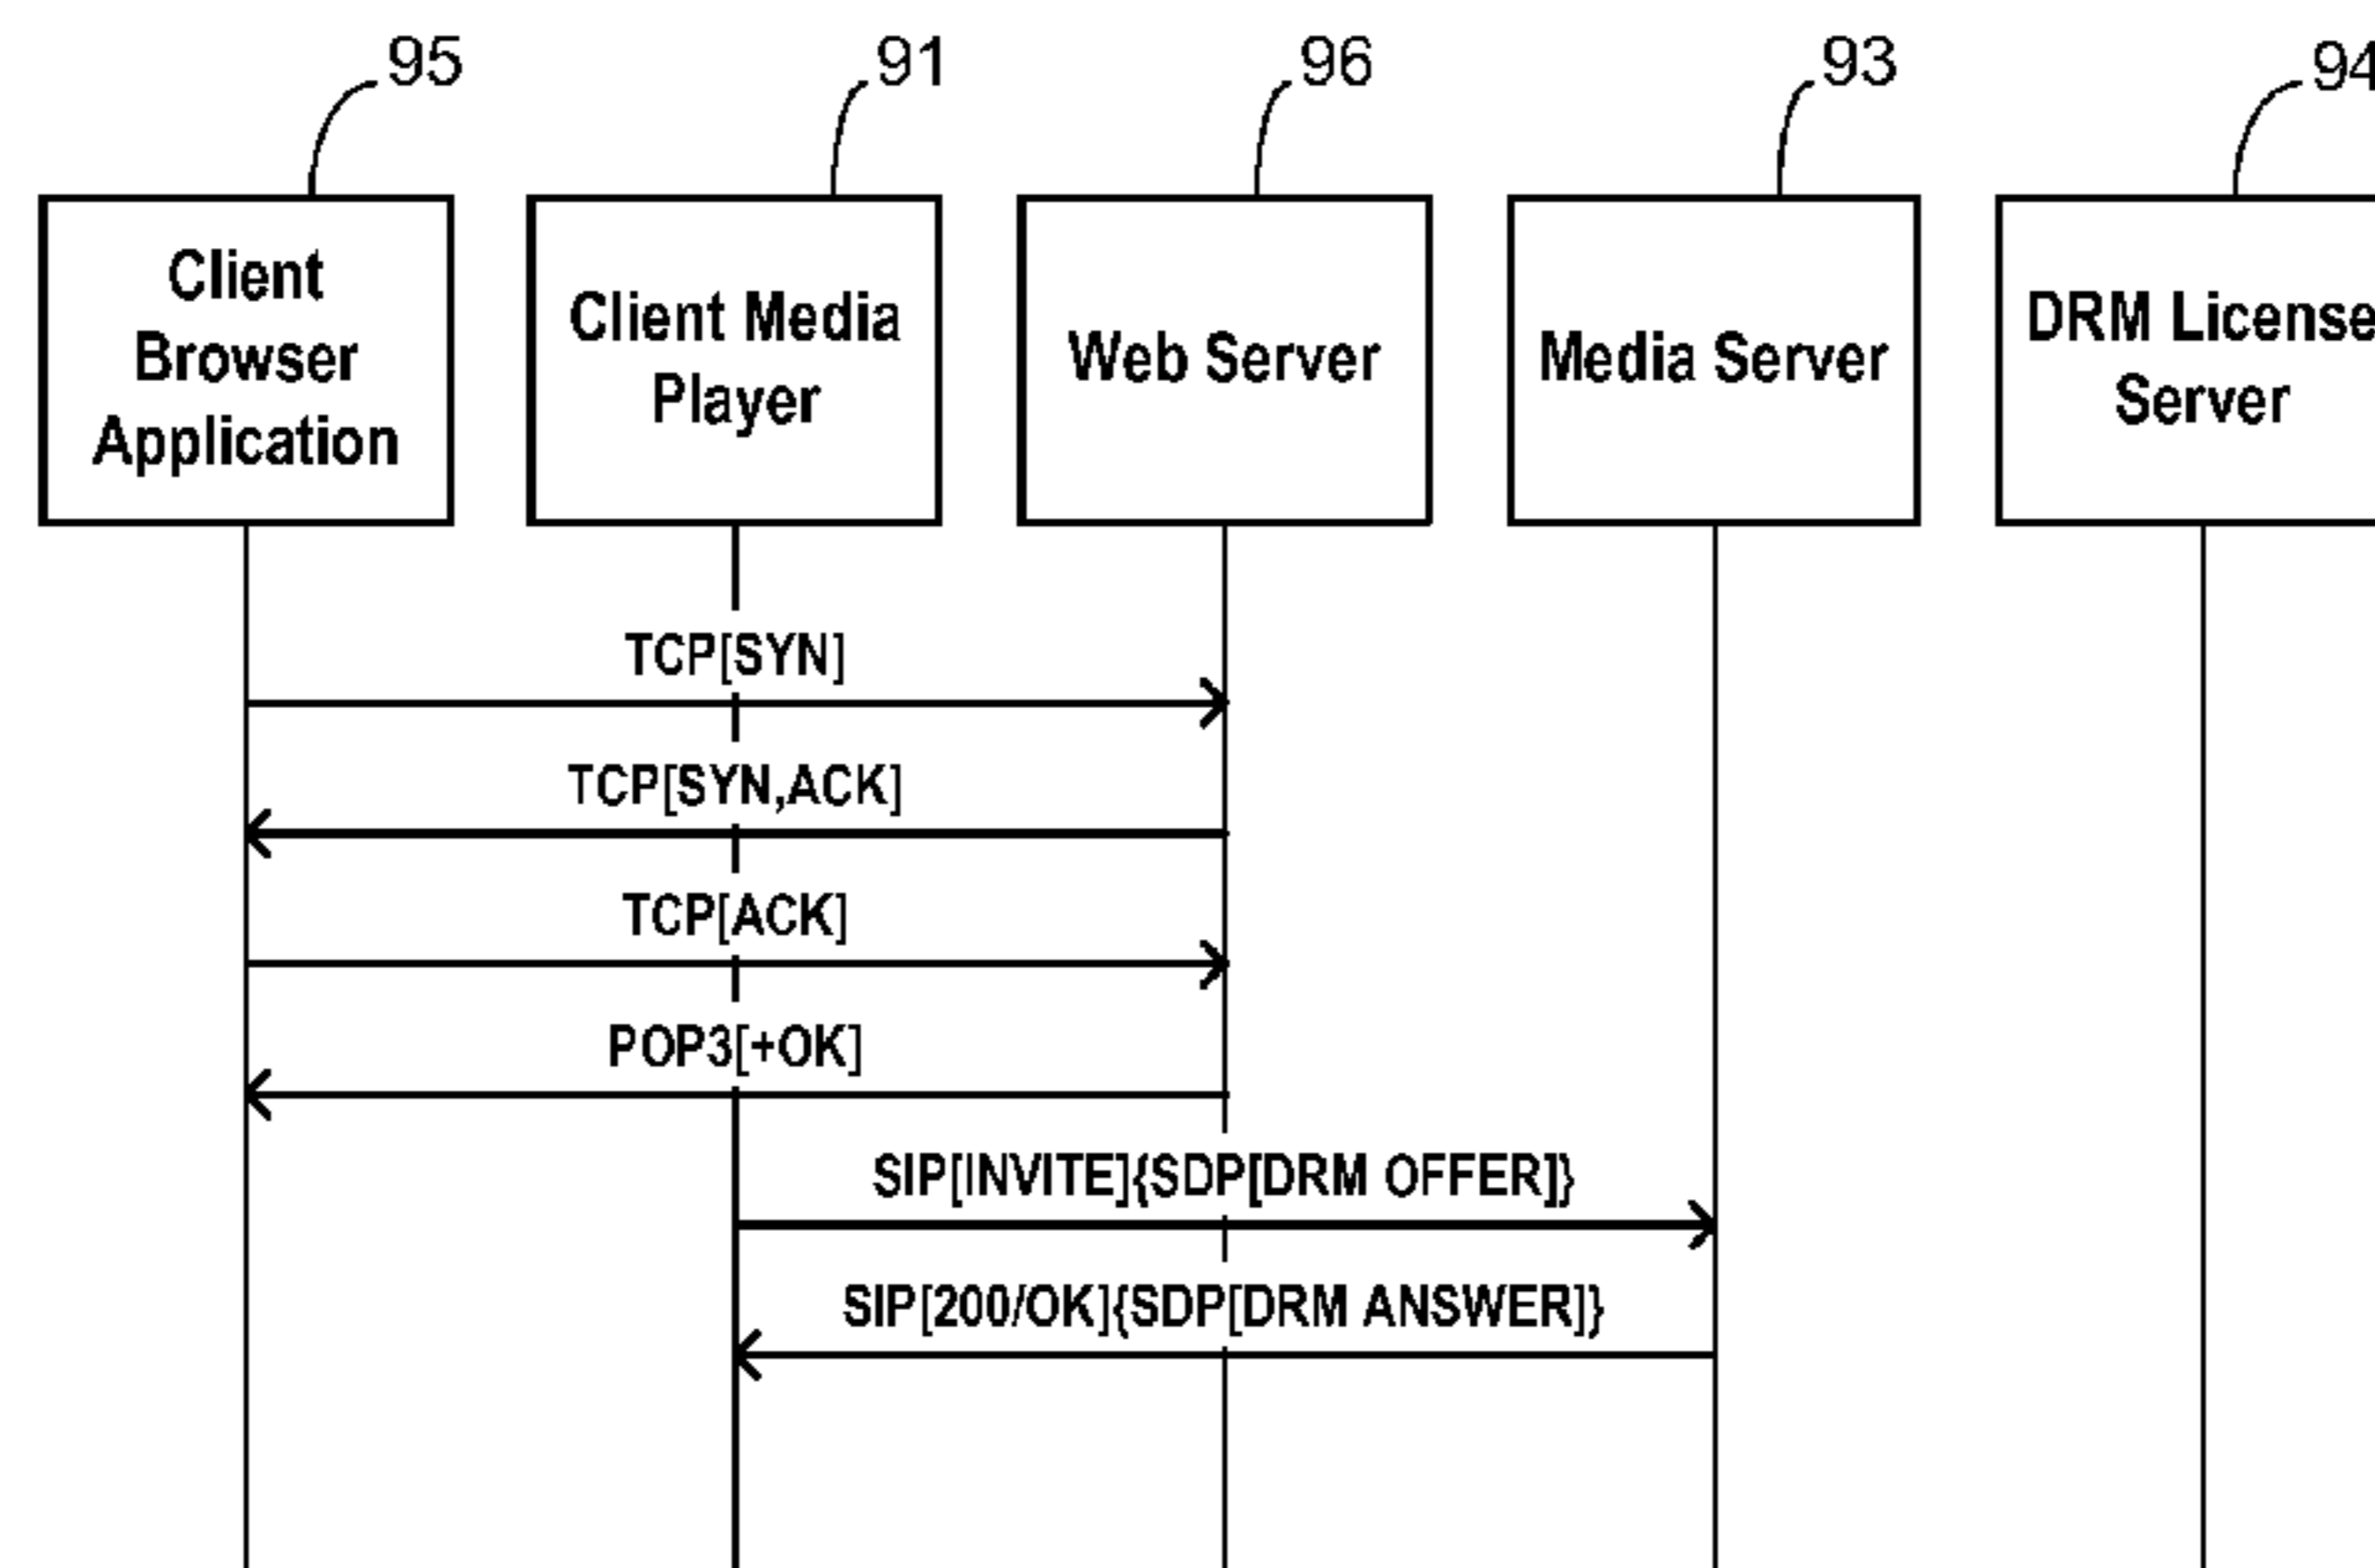 95
91
96
93
94
Client
Browser
Application
Client Media
Player
Web Server
Media Server
DRM License
Server
TCP[SYN]
TCP[SYN,ACK]
TCP[ACK]
POP3[+OK]
SIP[INVITE]{SDP[DRM OFFER]}
SIP[200/OK]{SDP[DRM ANSWER]}